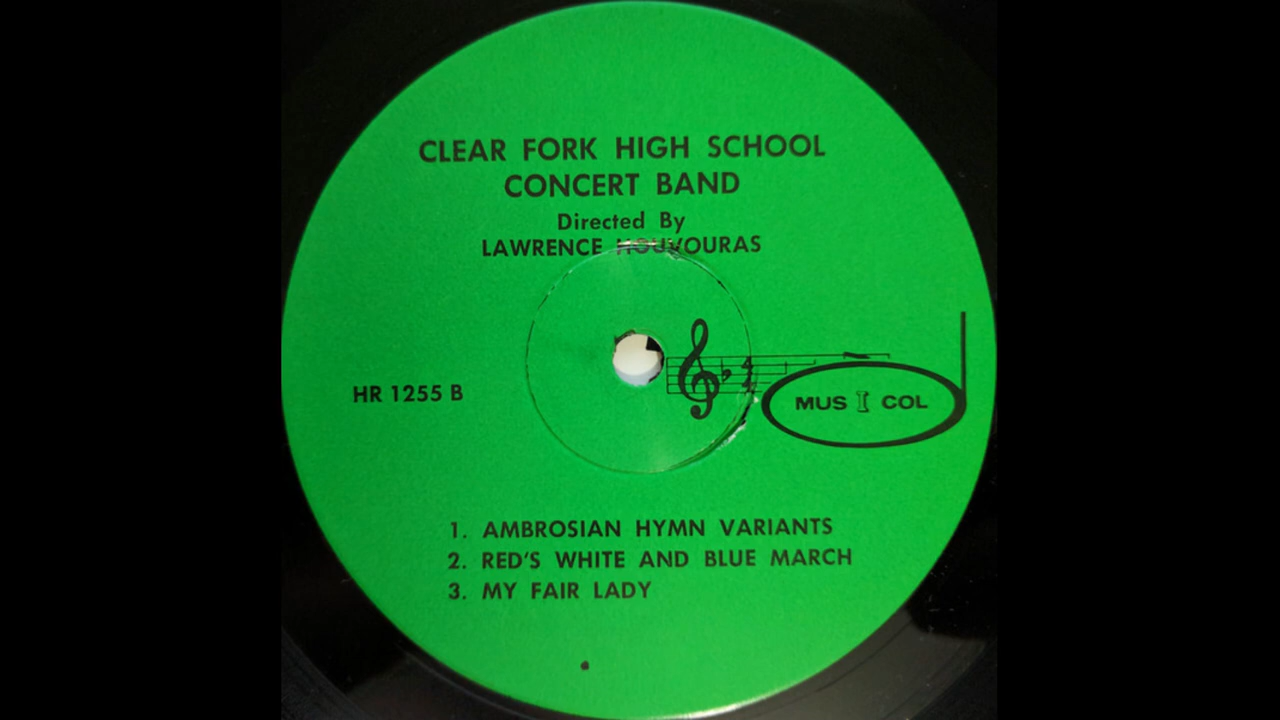 CLEAR FORK HIGH SCHOOL
CONCERT BAND
Directed By
LAWRENCE HOUVOURAS
HR 1255 B
MUS I COL
1. AMBROSIAN HYMN VARIANTS
2. RED'S WHITE AND BLUE MARCH
3. MY FAIR LADY